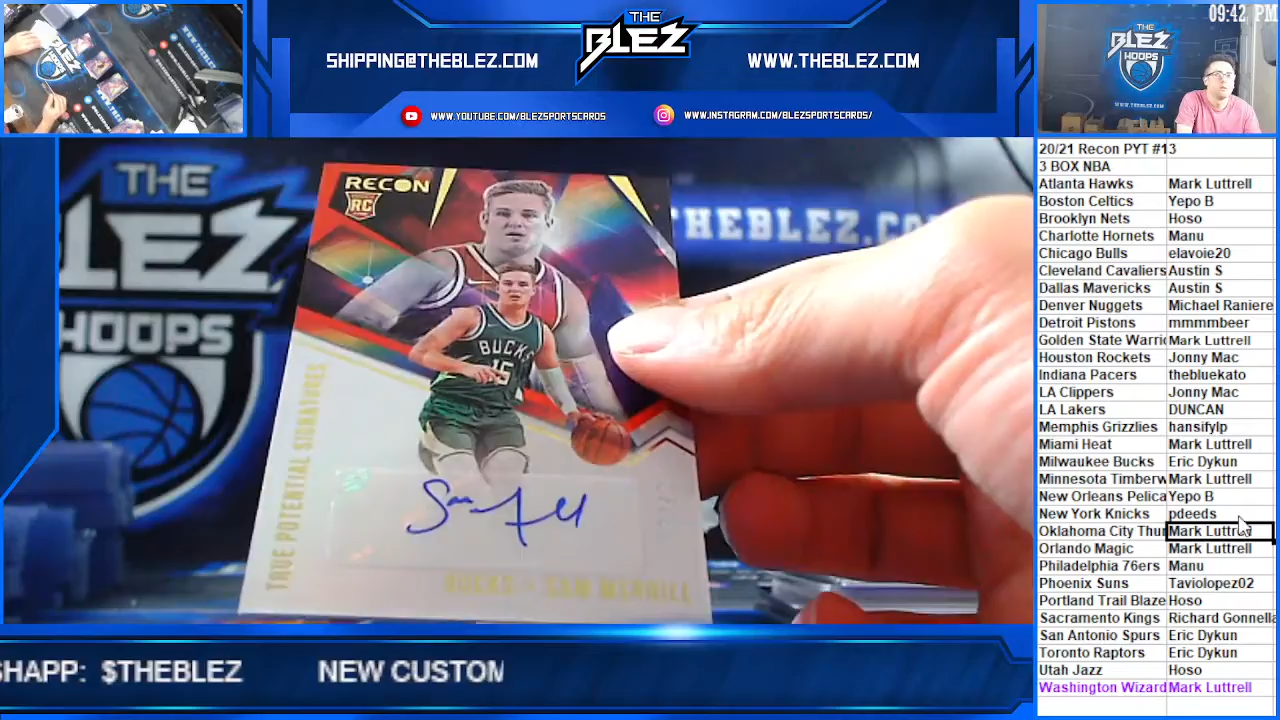 THE
BLEZ
SHIPPING@THEBLEZ.COM
WWW.THEBLEZ.COM
WWW.YOUTUBE.COM/BLEZSPORTSCARDS
WWW.INSTAGRAM.COM/BLEZSPORTSCARDS/
09:42 PM
THE
BLEZ
HOOPS
WWW.THEBLEZ.COM
THE
LEZ
HOOPS
THEBLEZ.CO
RECON
RC
BUCKS
15
TRUE POTENTIAL SIGNATURES
BUCKS - SAM MERRILL
20/21 Recon PYT #13
3 BOX NBA
Atlanta Hawks Mark Luttrell
Boston Celtics Yepo B
Brooklyn Nets Hoso
Charlotte Hornets Manu
Chicago Bulls elavoie20
Cleveland Cavaliers Austin S
Dallas Mavericks Austin S
Denver Nuggets Michael Raniere
Detroit Pistons mmmmbeer
Golden State Warri Mark Luttrell
Houston Rockets Jonny Mac
Indiana Pacers thebluekato
LA Clippers Jonny Mac
LA Lakers DUNCAN
Memphis Grizzlies hansifylp
Miami Heat Mark Luttrell
Milwaukee Bucks Eric Dykun
Minnesota Timberw Mark Luttrell
New Orleans Pelica Yepo B
New York Knicks pdeeds
Oklahoma City Thu Mark Luttrell
Orlando Magic Mark Luttrell
Philadelphia 76ers Manu
Phoenix Suns Taviolopez02
Portland Trail Blaze Hoso
Sacramento Kings Richard Gonnella
San Antonio Spurs Eric Dykun
Toronto Raptors Eric Dykun
Utah Jazz Hoso
Washington Wizard Mark Luttrell
SHAPP: $THEBLEZ NEW CUSTOM